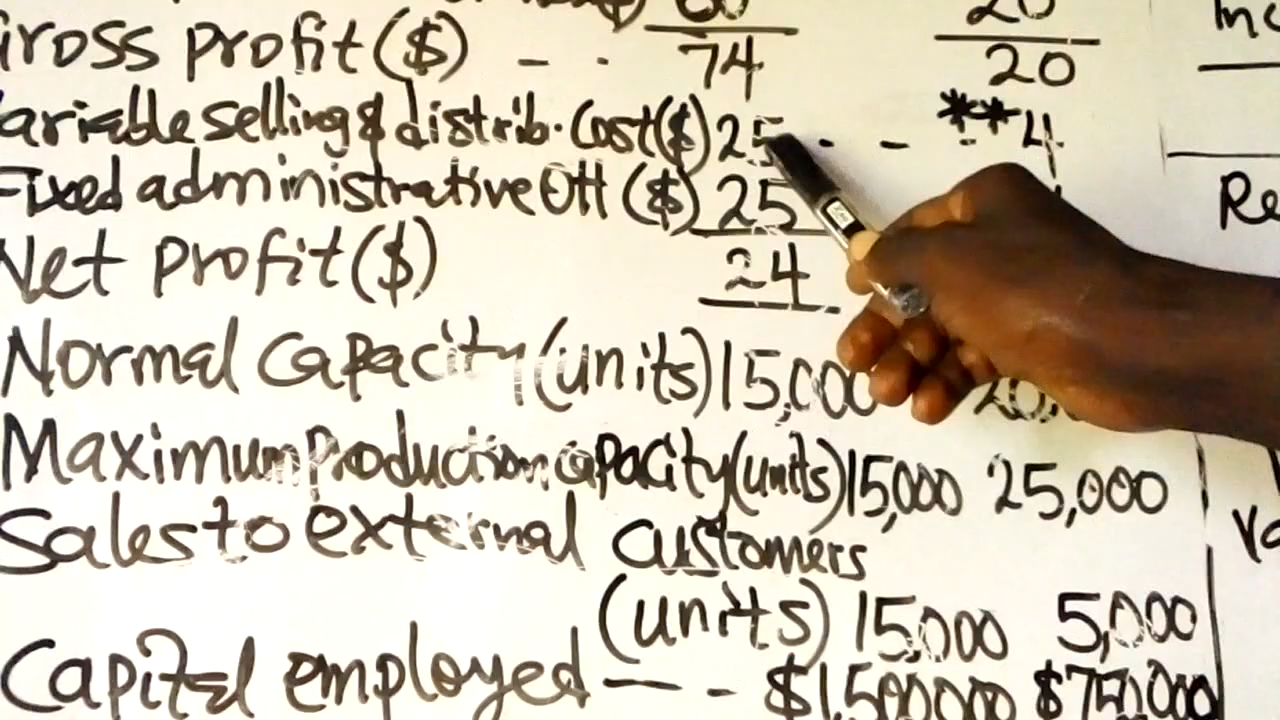 Gross profit ($) - - 74 20
Variable selling & distrib. Cost($) 25 - - **4
Fixed administrative OH ($) 25
Net profit($) 24
Normal capacity (units) 15,000
Maximum production capacity (units) 15,000 25,000
Sales to external customers
(units) 15,000 5,000
Capital employed -- - $1,500,000 $750,000
Re